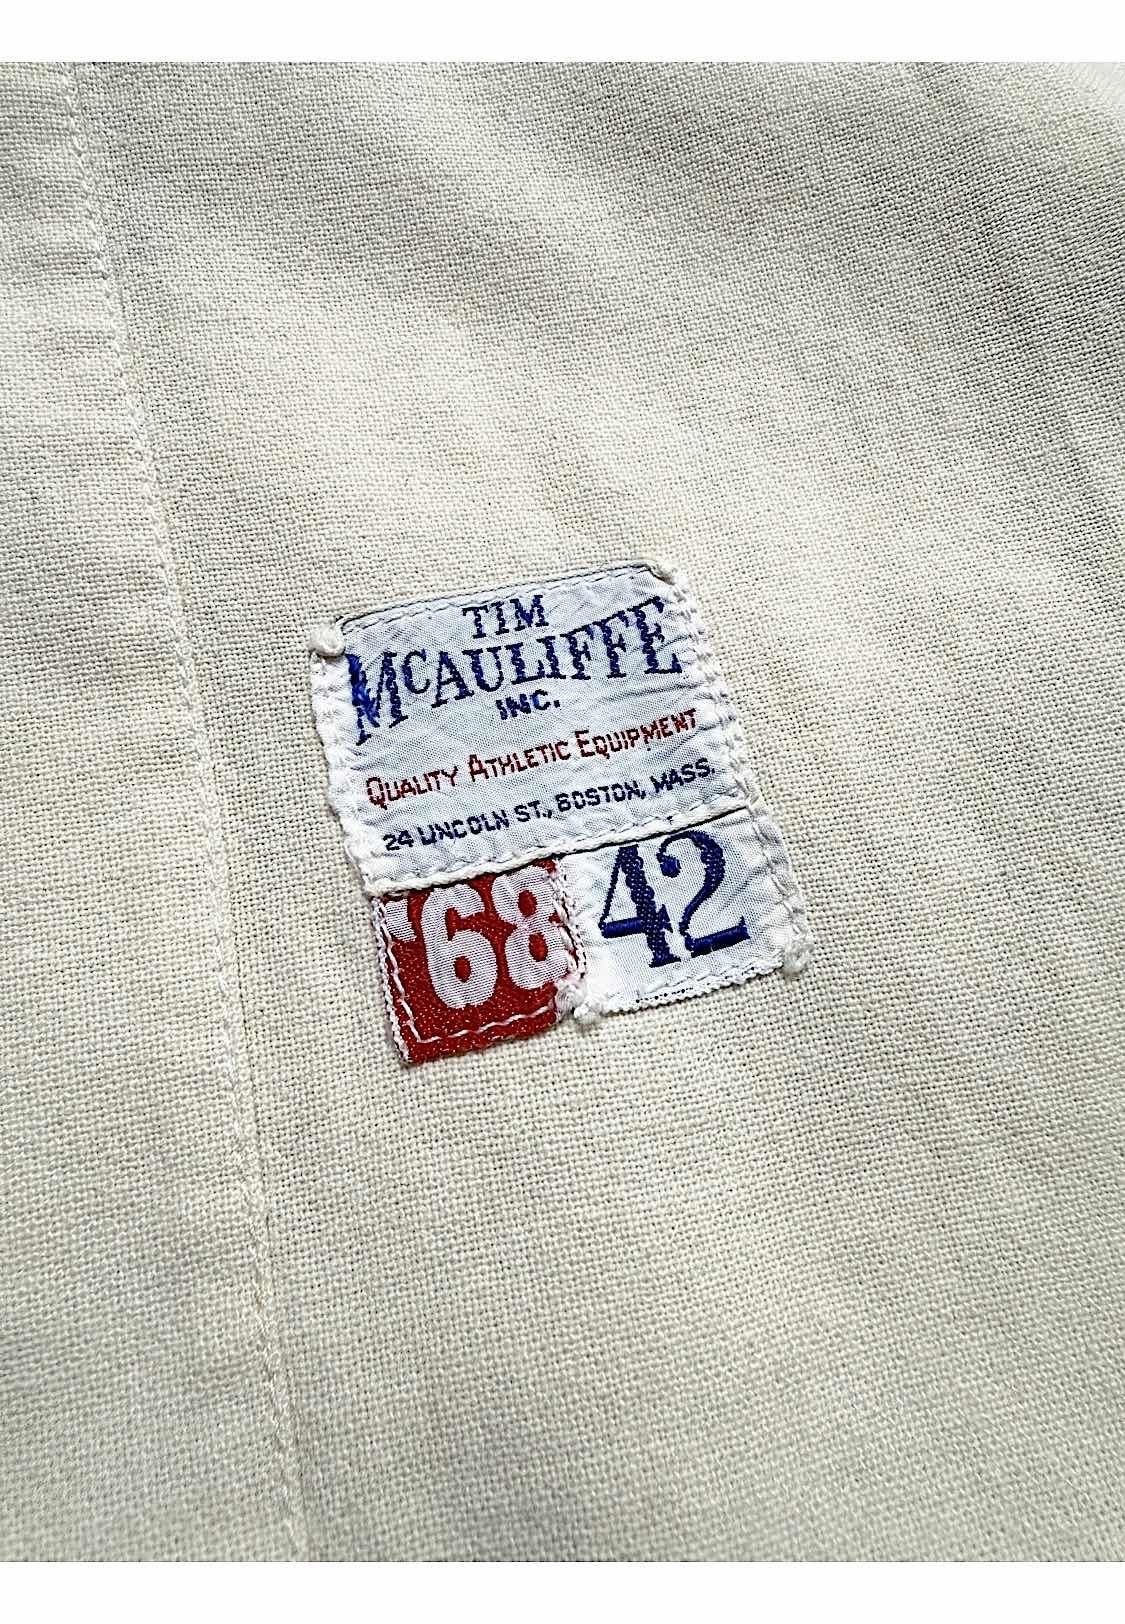 TIM
McAULIFFE
INC.
QUALITY ATHLETIC EQUIPMENT
24 LINCOLN ST., BOSTON, MASS.
'68 42